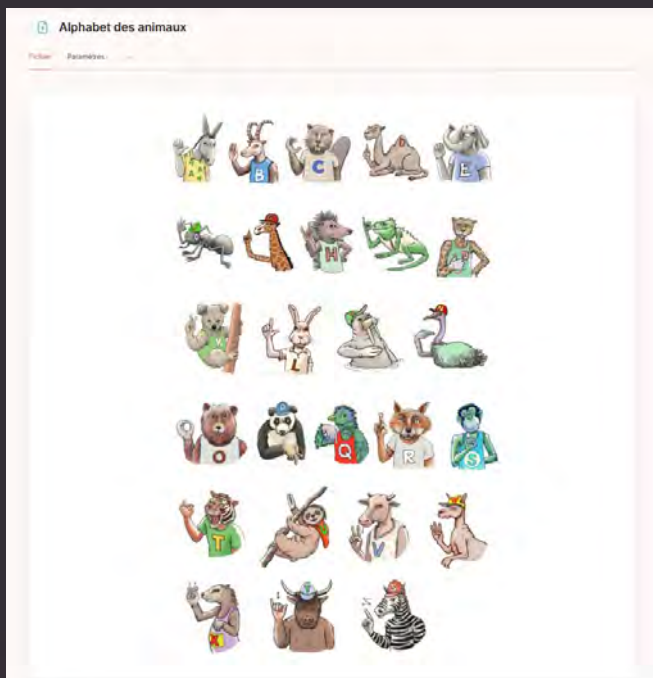 Alphabet des animaux
Fichier Paramètres
A B C D E
H
K L
O Q R S
T V
X